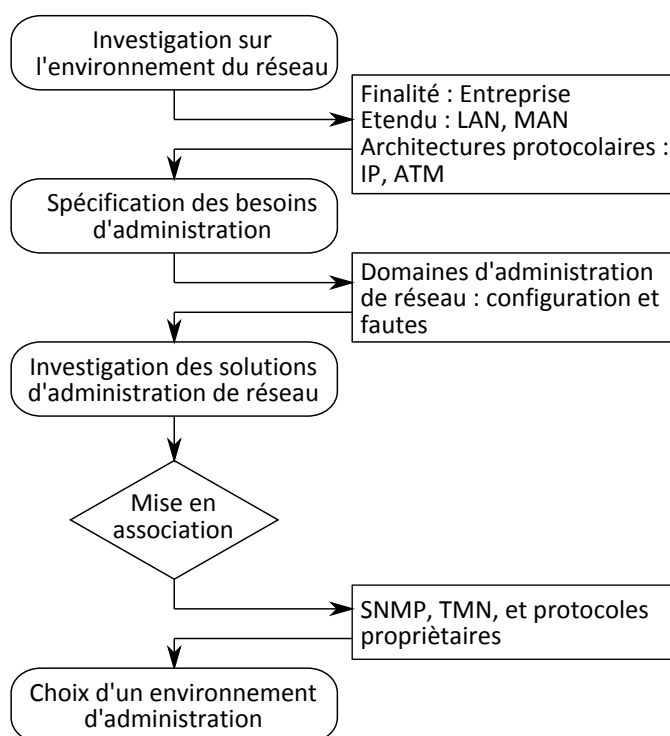 Investigation sur
l'environnement du réseau
Finalité : Entreprise
Etendu : LAN, MAN
Architectures protocolaires :
IP, ATM
Spécification des besoins
d'administration
Domaines d'administration
de réseau : configuration et
fautes
Investigation des solutions
d'administration de réseau
Mise en
association
SNMP, TMN, et protocoles
propriètaires
Choix d'un environnement
d'administration